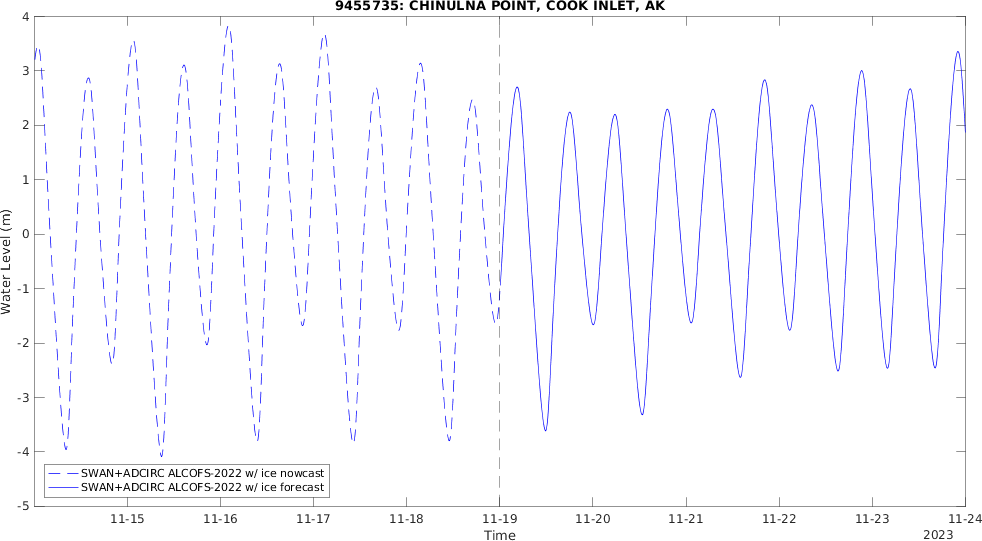 9455735: CHINULNA POINT, COOK INLET, AK
Water Level (m)
4
3
2
1
0
-1
-2
-3
-4
-5
SWAN+ADCIRC ALCOFS-2022 w/ ice nowcast
SWAN+ADCIRC ALCOFS-2022 w/ ice forecast
11-15 11-16 11-17 11-18 11-19 11-20 11-21 11-22 11-23 11-24
Time
2023